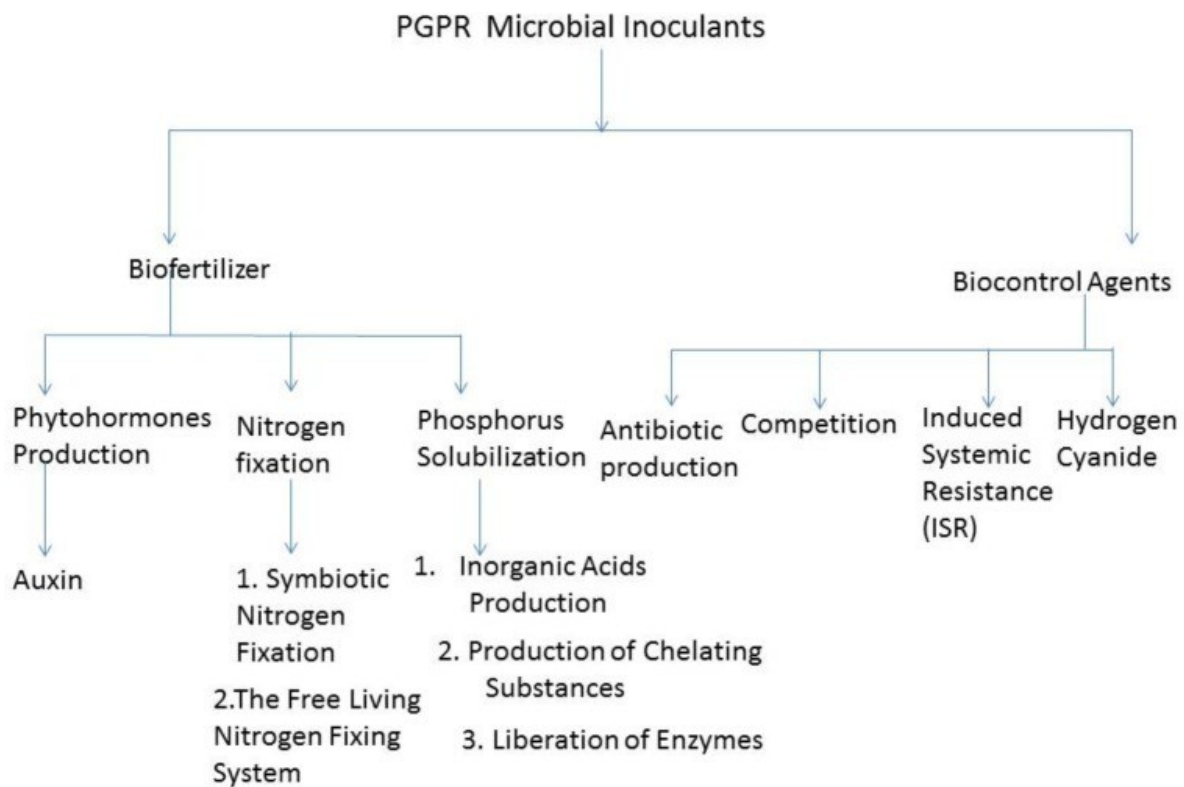 PGPR Microbial Inoculants
Biofertilizer
Biocontrol Agents
Phytohormones
Production
Nitrogen
fixation
Phosphorus
Solubilization
Antibiotic
production
Competition
Induced
Systemic
Resistance
(ISR)
Hydrogen
Cyanide
Auxin
1. Symbiotic
Nitrogen
Fixation
2.The Free Living
Nitrogen Fixing
System
1. Inorganic Acids
Production
2. Production of Chelating
Substances
3. Liberation of Enzymes